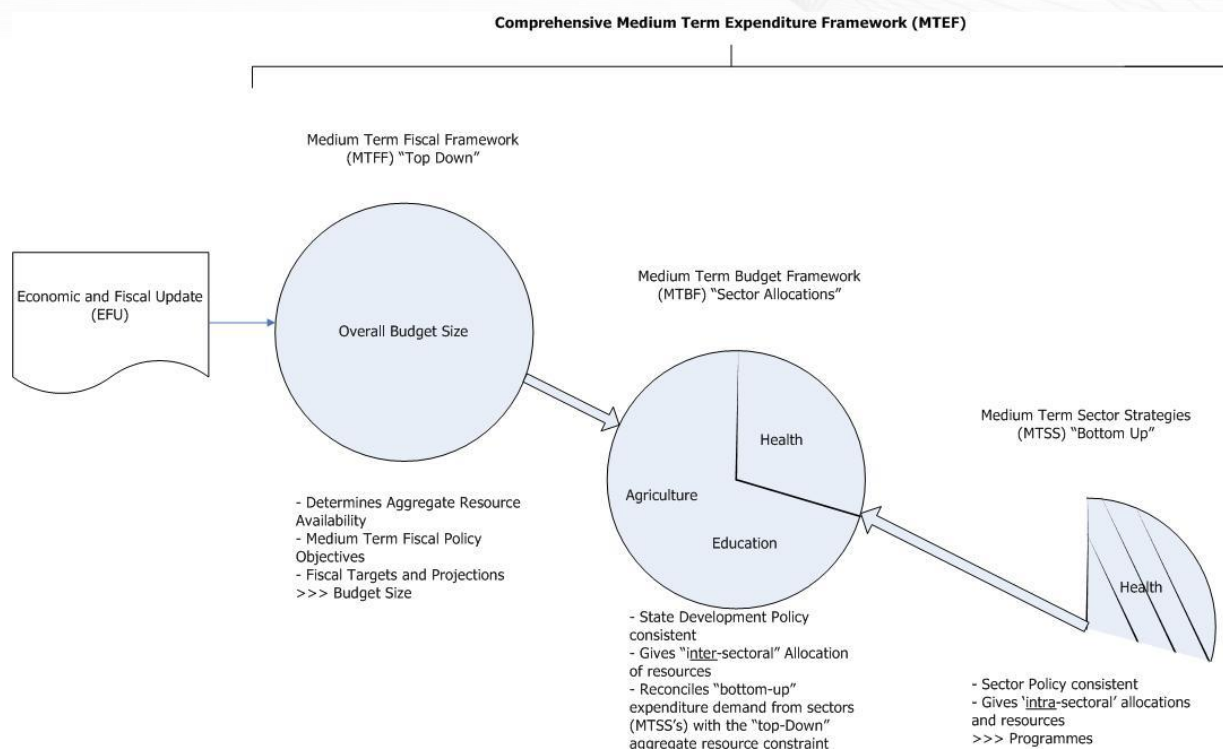 Comprehensive Medium Term Expenditure Framework (MTEF)
Medium Term Fiscal Framework
(MTFF) “Top Down”
Economic and Fiscal Update
(EFU)
Overall Budget Size
- Determines Aggregate Resource
Availability
- Medium Term Fiscal Policy
Objectives
- Fiscal Targets and Projections
>>> Budget Size
Medium Term Budget Framework
(MTBF) “Sector Allocations”
Health
Agriculture
Education
- State Development Policy
consistent
- Gives “inter-sectoral” Allocation
of resources
- Reconciles “bottom-up”
expenditure demand from sectors
(MTSS’s) with the “top-Down”
aggregate resource constraint
Medium Term Sector Strategies
(MTSS) “Bottom Up”
Health
- Sector Policy consistent
- Gives ‘intra-sectoral’ allocations
and resources
>>> Programmes